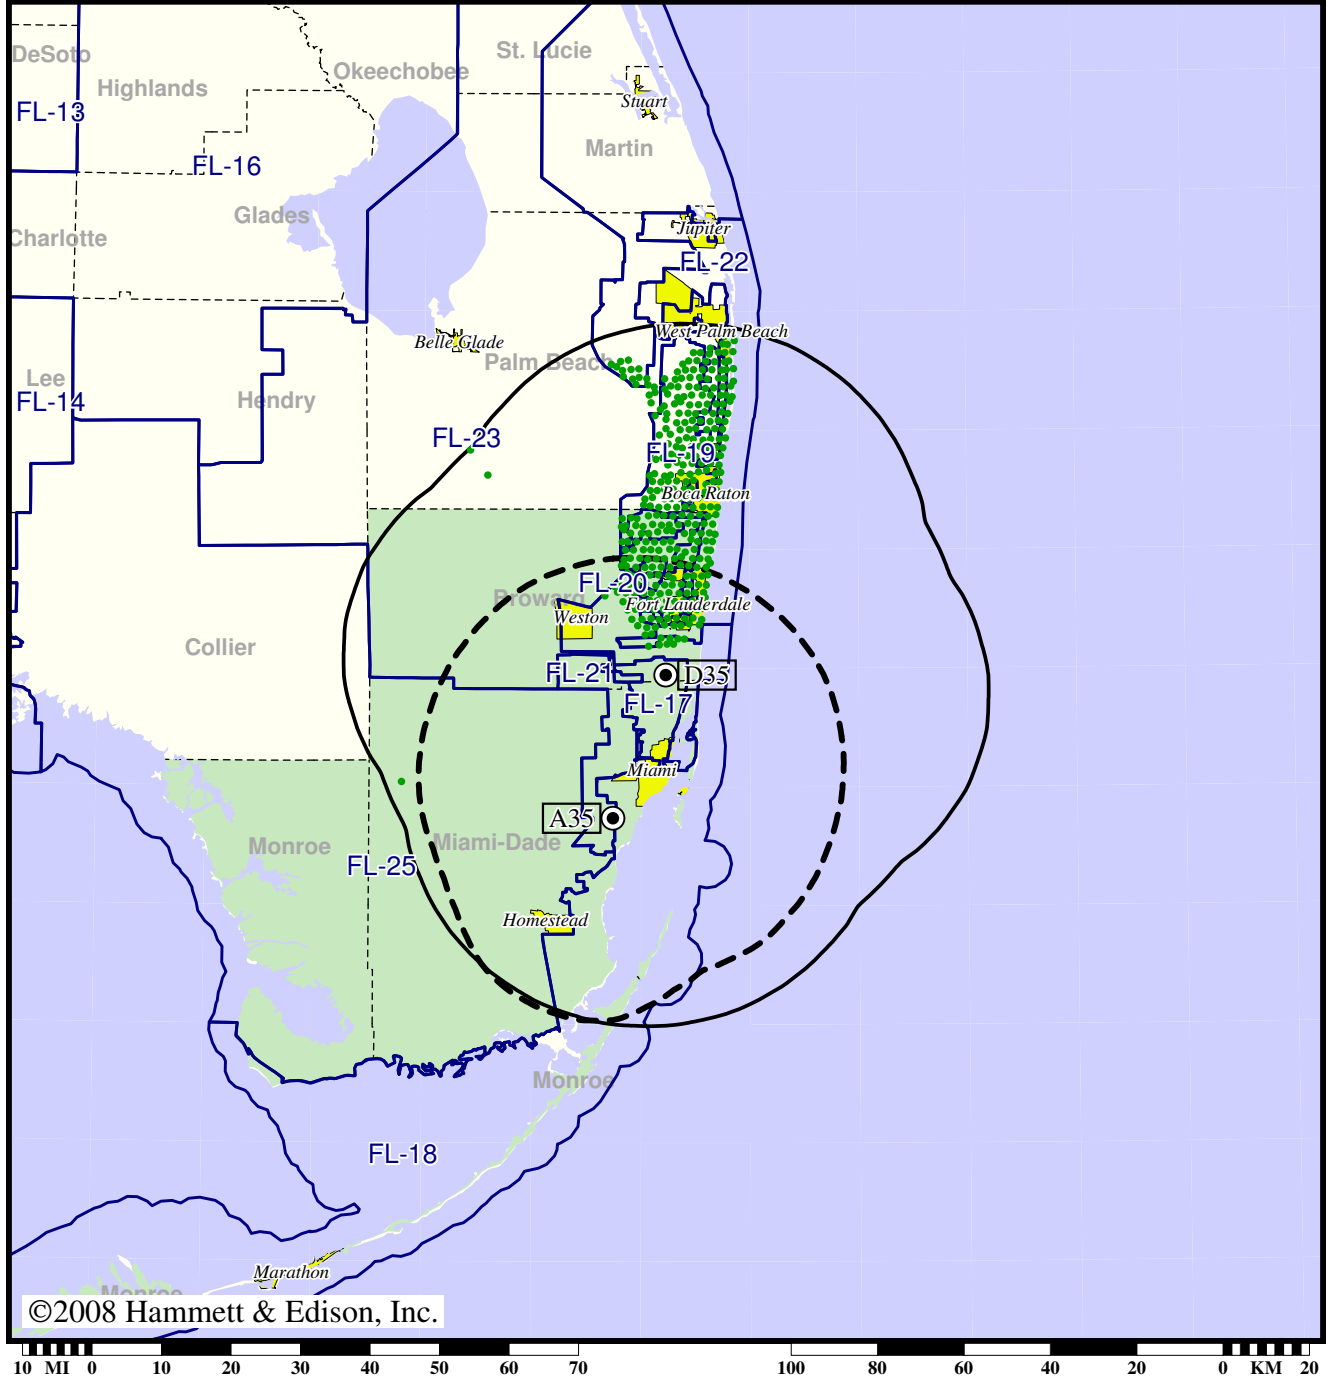 DeSoto
St. Lucie
Okeechobee
Highlands
Stuart
FL-13
Martin
FL-16
Glades
Jupiter
Charlotte
FL-22
West Palm Beach
Belle Glade
Palm Beach
Lee
FL-14
Hendry
FL-23
FL-19
Boca Raton
FL-20
Broward
Fort Lauderdale
Weston
Collier
FL-21
D35
FL-17
Miami
A35
Miami-Dade
Monroe
FL-25
Homestead
Monroe
FL-18
Marathon
Monroe
©2008 Hammett & Edison, Inc.
10 MI 0 10 20 30 40 50 60 70 100 80 60 40 20 0 KM 20